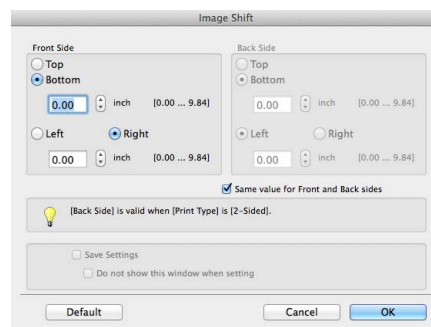 Image Shift
Front Side Back Side
Top Top
Bottom Bottom
0.00 inch [0.00 ... 9.84] 0.00 inch [0.00 ... 9.84]
Left Right Left Right
0.00 inch [0.00 ... 9.84] 0.00 inch [0.00 ... 9.84]
Same value for Front and Back sides
[Back Side] is valid when [Print Type] is [2-Sided].
Save Settings
Do not show this window when setting
Default Cancel OK